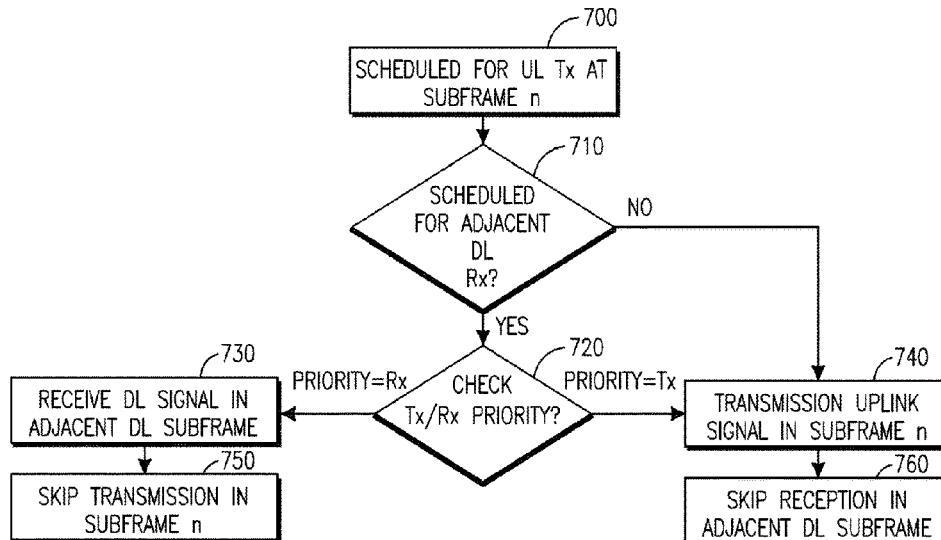 700
SCHEDULED FOR UL Tx AT
SUBFRAME n
710
SCHEDULED
FOR ADJACENT
DL
Rx?
NO
YES
720
CHECK
Tx/Rx PRIORITY?
PRIORITY=Rx
PRIORITY=Tx
730
RECEIVE DL SIGNAL IN
ADJACENT DL SUBFRAME
740
TRANSMISSION UPLINK
SIGNAL IN SUBFRAME n
750
SKIP TRANSMISSION IN
SUBFRAME n
760
SKIP RECEPTION IN
ADJACENT DL SUBFRAME